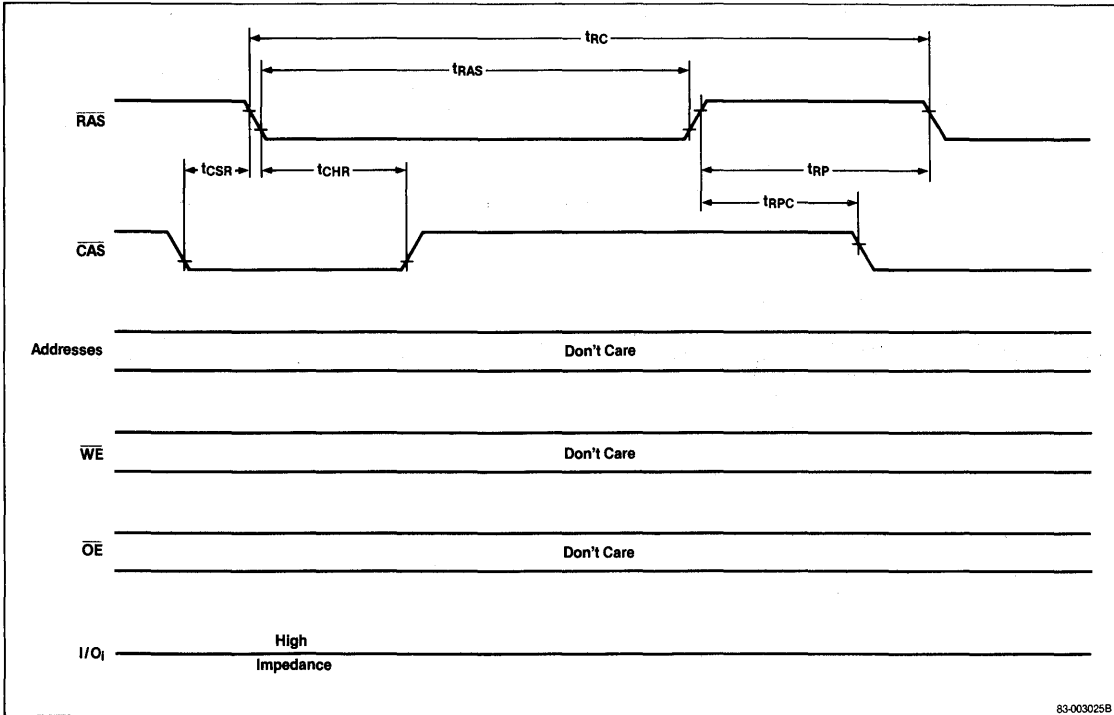 tRC
tRAS
RAS
tCSR
tCHR
tRP
tRPC
CAS
Addresses
Don't Care
WE
Don't Care
OE
Don't Care
I/Oi
High
Impedance
83-003025B